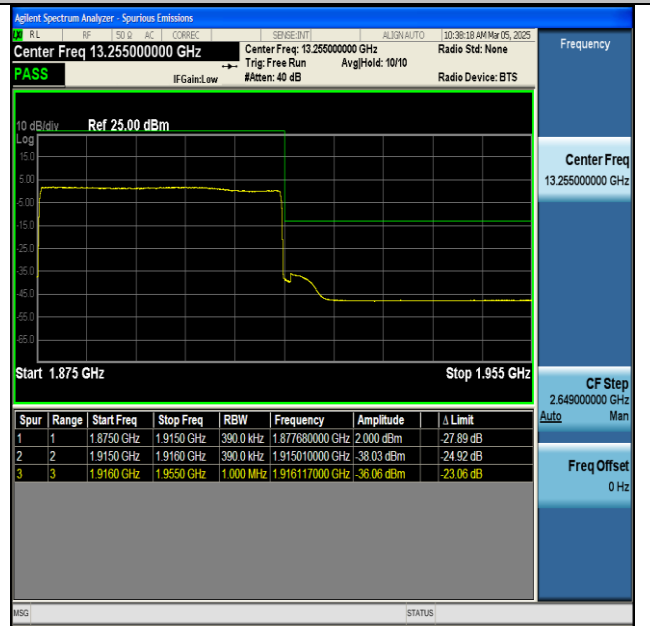 Agilent Spectrum Analyzer - Spurious Emissions
RL RF 50 Ω AC CORREC SENSE:INT ALIGN AUTO 10:38:18 AM Mar 05, 2025
Center Freq 13.255000000 GHz
Center Freq: 13.255000000 GHz
Radio Std: None
Trig: Free Run Avg|Hold: 10/10
PASS
IFGain:Low
#Atten: 40 dB
Radio Device: BTS
Frequency
10 dB/div Ref 25.00 dBm
Log
15.0
5.00
-5.00
-15.0
-25.0
-35.0
-45.0
-55.0
-65.0
Start 1.875 GHz
Stop 1.955 GHz
Center Freq
13.255000000 GHz
CF Step
2.649000000 GHz
Auto Man
Freq Offset
0 Hz
Spur Range Start Freq Stop Freq RBW Frequency Amplitude Δ Limit
1 1 1.8750 GHz 1.9150 GHz 390.0 kHz 1.877680000 GHz 2.000 dBm -27.89 dB
2 2 1.9150 GHz 1.9160 GHz 390.0 kHz 1.915010000 GHz -38.03 dBm -24.92 dB
3 3 1.9160 GHz 1.9550 GHz 1.000 MHz 1.916117000 GHz -36.06 dBm -23.06 dB
MSG
STATUS